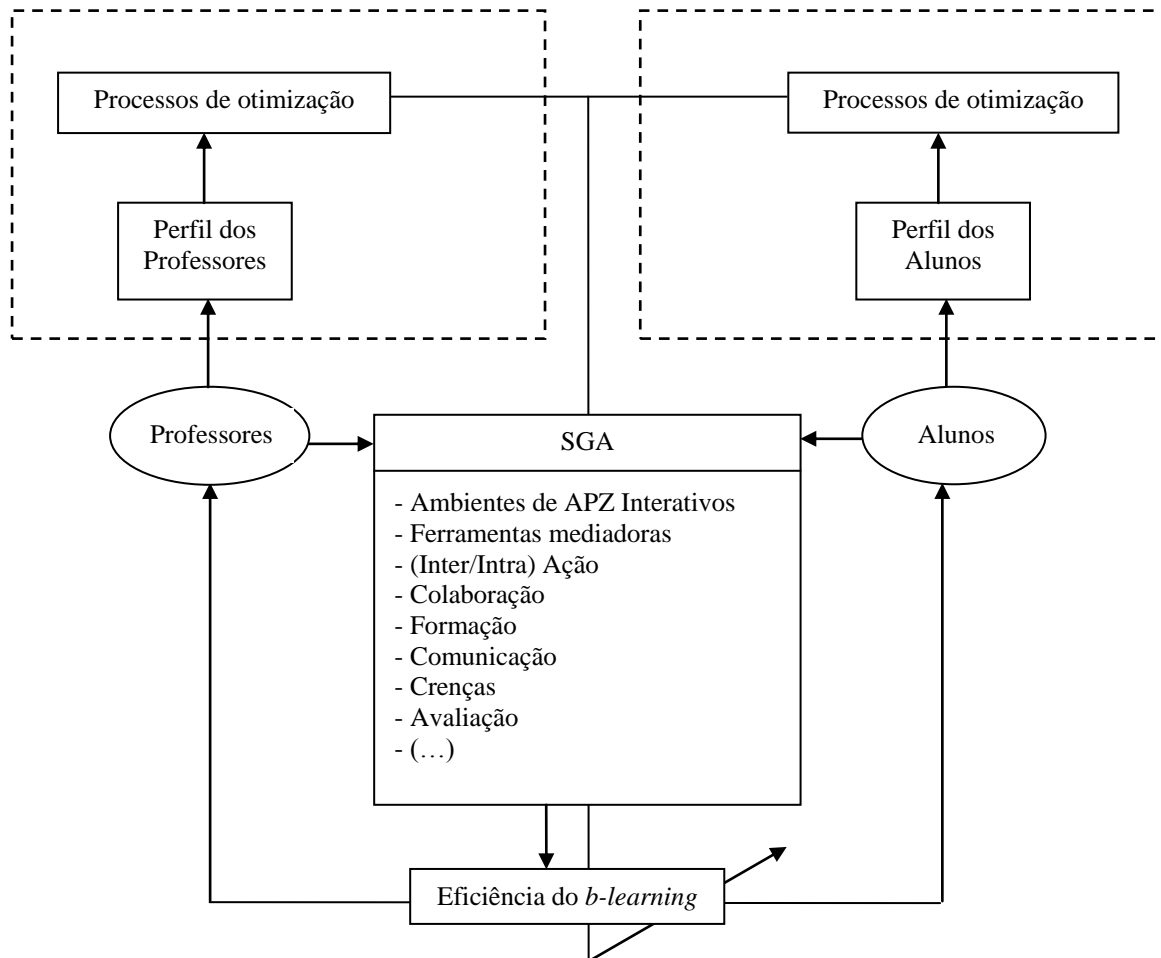 Processos de otimização
Processos de otimização
Perfil dos
Professores
Perfil dos
Alunos
Professores
SGA
Alunos
- Ambientes de APZ Interativos
- Ferramentas mediadoras
- (Inter/Intra) Ação
- Colaboração
- Formação
- Comunicação
- Crenças
- Avaliação
- (…)
Eficiência do b-learning